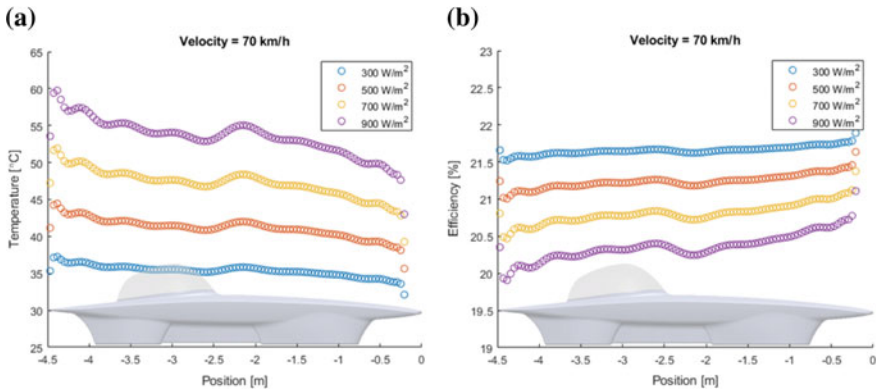 (a)
Velocity = 70 km/h
65
60
55
50
45
40
35
30
25
Temperature [°C]
300 W/m²
500 W/m²
700 W/m²
900 W/m²
-4.5 -4 -3.5 -3 -2.5 -2 -1.5 -1 -0.5 0
Position [m]
(b)
Velocity = 70 km/h
23
22.5
22
21.5
21
20.5
20
19.5
19
Efficiency [%]
300 W/m²
500 W/m²
700 W/m²
900 W/m²
-4.5 -4 -3.5 -3 -2.5 -2 -1.5 -1 -0.5 0
Position [m]